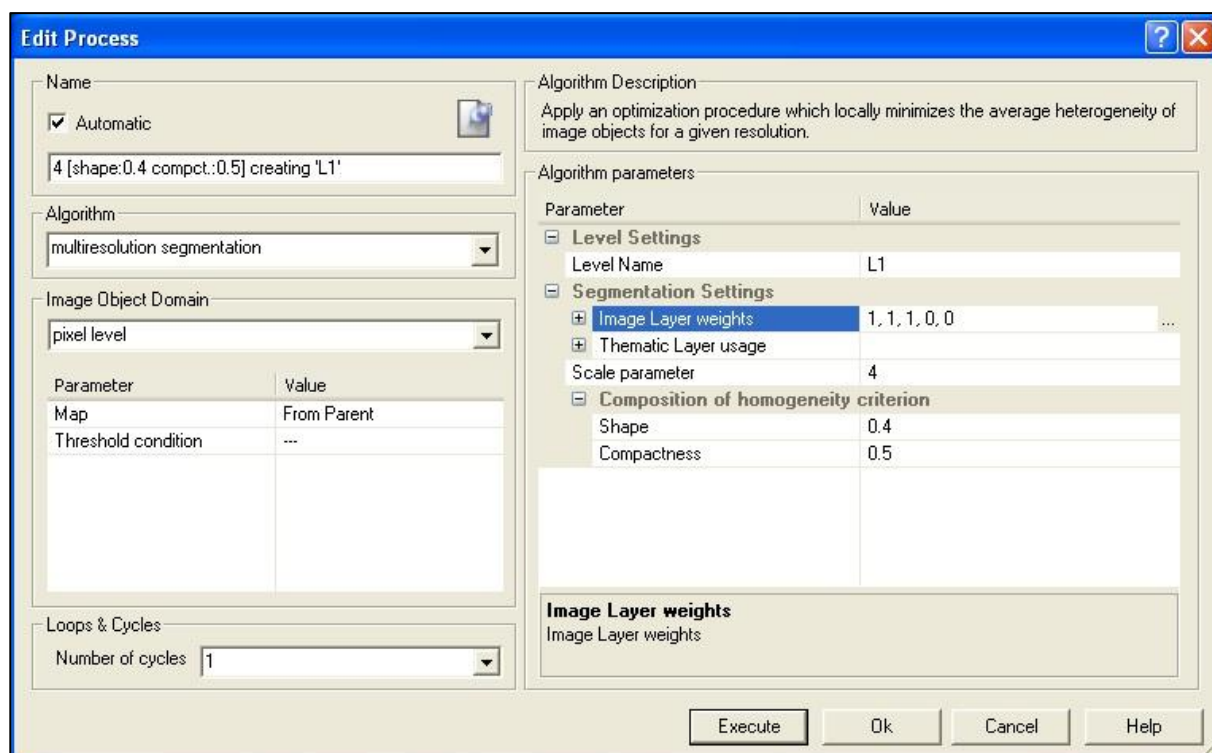 Edit Process
Name
Automatic
4 [shape:0.4 compct.:0.5] creating 'L1'
Algorithm
multiresolution segmentation
Image Object Domain
pixel level
Parameter Value
Map From Parent
Threshold condition ---
Loops & Cycles
Number of cycles 1
Algorithm Description
Apply an optimization procedure which locally minimizes the average heterogeneity of
image objects for a given resolution.
Algorithm parameters
Parameter Value
Level Settings
Level Name L1
Segmentation Settings
Image Layer weights 1, 1, 1, 0, 0 ...
Thematic Layer usage
Scale parameter 4
Composition of homogeneity criterion
Shape 0.4
Compactness 0.5
Image Layer weights
Image Layer weights
Execute Ok Cancel Help